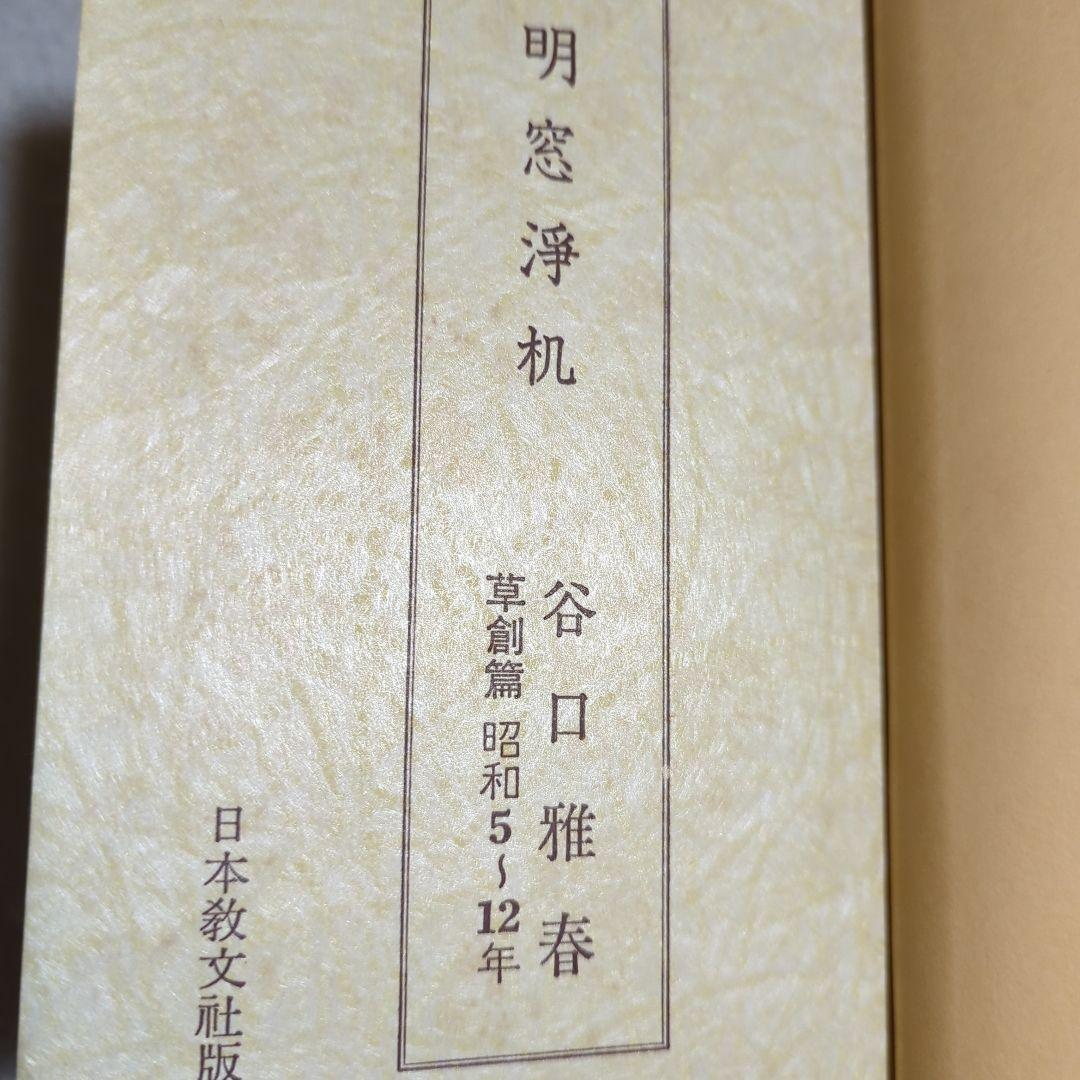 明窓淨机
谷口雅春
草創篇 昭和5〜12年
日本教文社版